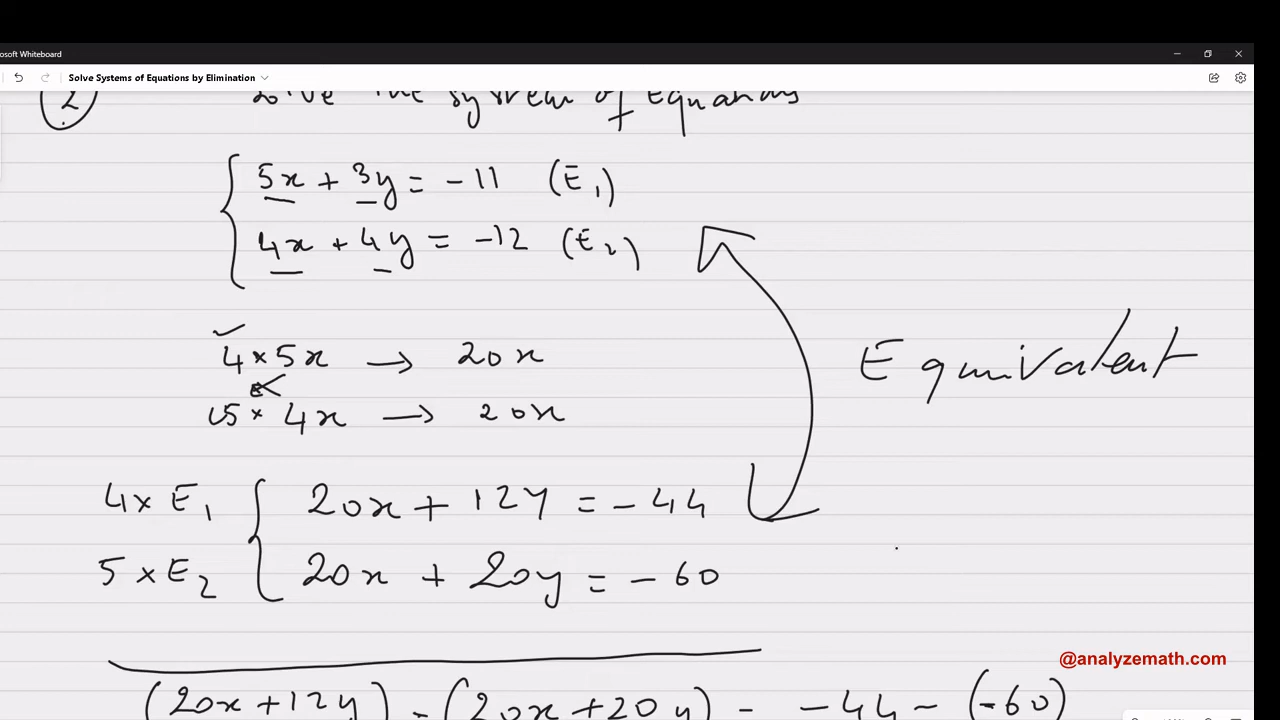 osoft Whiteboard
Solve Systems of Equations by Elimination
(2) Solve the system of Equations
5x + 3y = -11 (E₁)
4x + 4y = -12 (E₂)
4 × 5x → 20x
5 × 4x → 20x
Equivalent
4 × E₁ 20x + 12y = -44
5 × E₂ 20x + 20y = -60
@analyzemath.com
(20x + 12y) - (20x + 20y) = -44 - (-60)